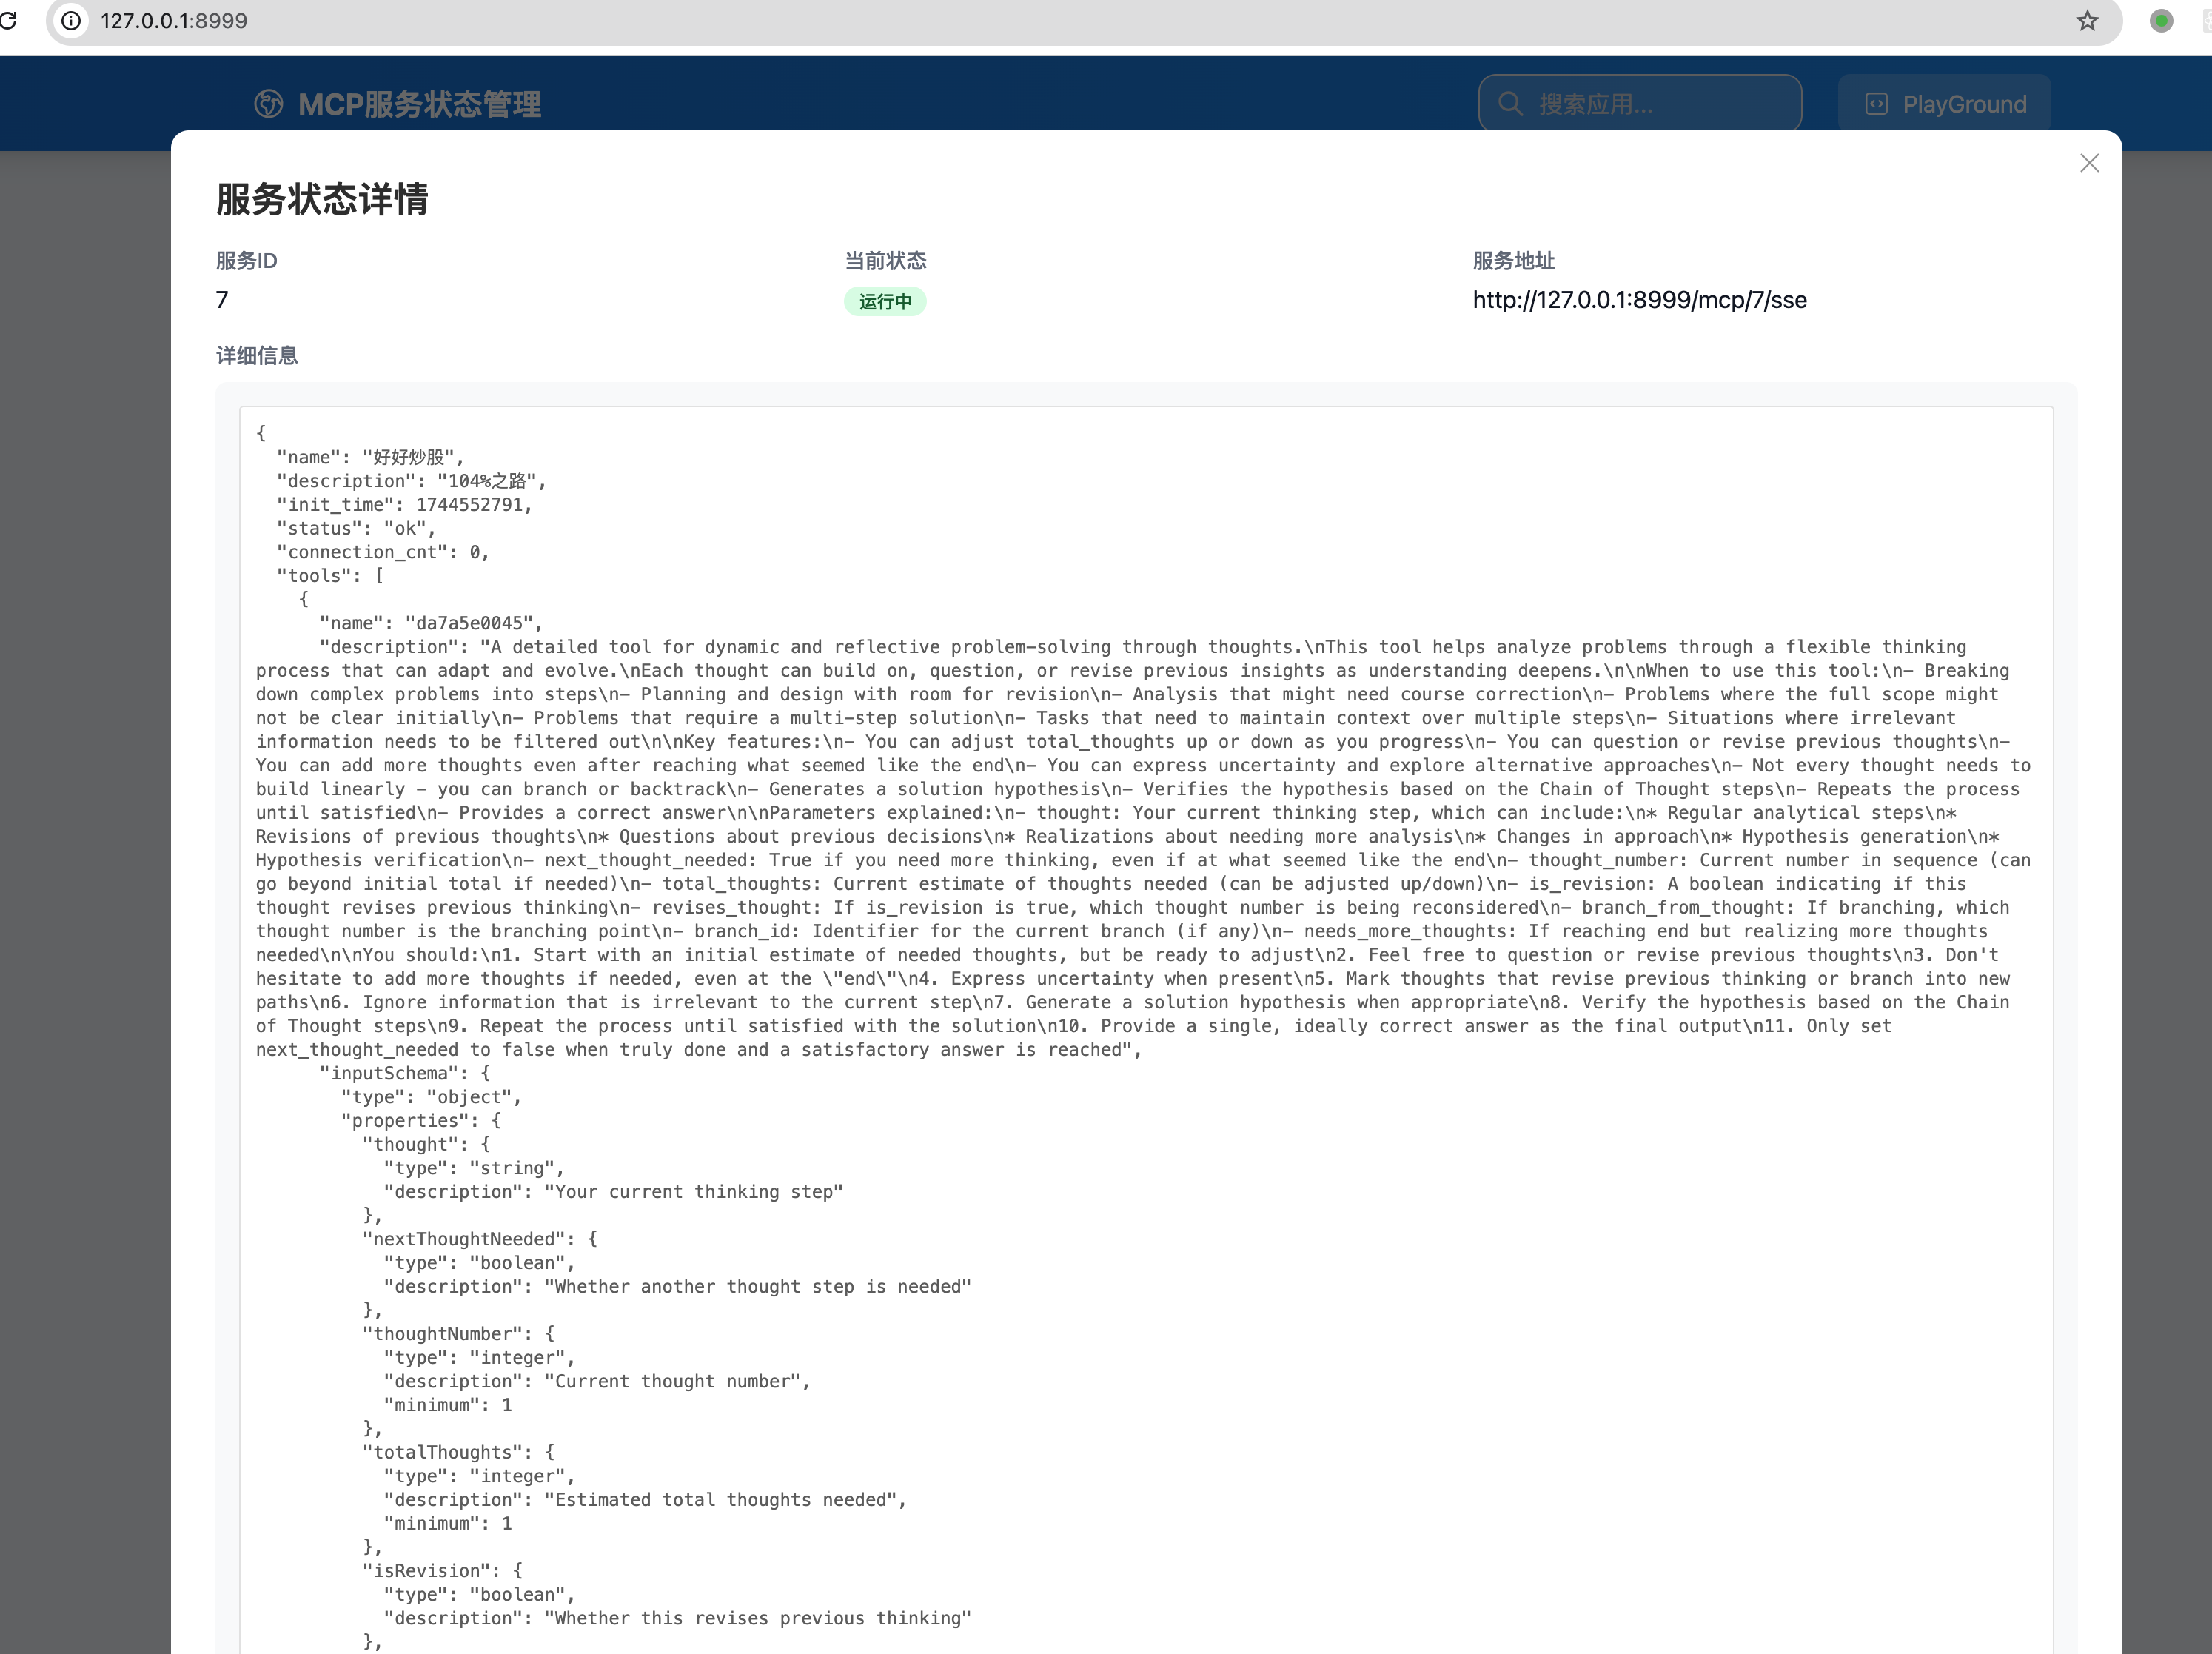 127.0.0.1:8999
MCP服务状态管理
搜索应用...
PlayGround
服务状态详情
服务ID
当前状态
服务地址
7
运行中
http://127.0.0.1:8999/mcp/7/sse
详细信息
{
"name": "好好炒股",
"description": "104%之路",
"init_time": 1744552791,
"status": "ok",
"connection_cnt": 0,
"tools": [
{
"name": "da7a5e0045",
"description": "A detailed tool for dynamic and reflective problem-solving through thoughts.\nThis tool helps analyze problems through a flexible thinking
process that can adapt and evolve.\nEach thought can build on, question, or revise previous insights as understanding deepens.\n\nWhen to use this tool:\n- Breaking
down complex problems into steps\n- Planning and design with room for revision\n- Analysis that might need course correction\n- Problems where the full scope might
not be clear initially\n- Problems that require a multi-step solution\n- Tasks that need to maintain context over multiple steps\n- Situations where irrelevant
information needs to be filtered out\n\nKey features:\n- You can adjust total_thoughts up or down as you progress\n- You can question or revise previous thoughts\n-
You can add more thoughts even after reaching what seemed like the end\n- You can express uncertainty and explore alternative approaches\n- Not every thought needs to
build linearly - you can branch or backtrack\n- Generates a solution hypothesis\n- Verifies the hypothesis based on the Chain of Thought steps\n- Repeats the process
until satisfied\n- Provides a correct answer\n\nParameters explained:\n- thought: Your current thinking step, which can include:\n* Regular analytical steps\n*
Revisions of previous thoughts\n* Questions about previous decisions\n* Realizations about needing more analysis\n* Changes in approach\n* Hypothesis generation\n*
Hypothesis verification\n- next_thought_needed: True if you need more thinking, even if at what seemed like the end\n- thought_number: Current number in sequence (can
go beyond initial total if needed)\n- total_thoughts: Current estimate of thoughts needed (can be adjusted up/down)\n- is_revision: A boolean indicating if this
thought revises previous thinking\n- revises_thought: If is_revision is true, which thought number is being reconsidered\n- branch_from_thought: If branching, which
thought number is the branching point\n- branch_id: Identifier for the current branch (if any)\n- needs_more_thoughts: If reaching end but realizing more thoughts
needed\n\nYou should:\n1. Start with an initial estimate of needed thoughts, but be ready to adjust\n2. Feel free to question or revise previous thoughts\n3. Don't
hesitate to add more thoughts if needed, even at the \"end\"\n4. Express uncertainty when present\n5. Mark thoughts that revise previous thinking or branch into new
paths\n6. Ignore information that is irrelevant to the current step\n7. Generate a solution hypothesis when appropriate\n8. Verify the hypothesis based on the Chain
of Thought steps\n9. Repeat the process until satisfied with the solution\n10. Provide a single, ideally correct answer as the final output\n11. Only set
next_thought_needed to false when truly done and a satisfactory answer is reached",
"inputSchema": {
"type": "object",
"properties": {
"thought": {
"type": "string",
"description": "Your current thinking step"
},
"nextThoughtNeeded": {
"type": "boolean",
"description": "Whether another thought step is needed"
},
"thoughtNumber": {
"type": "integer",
"description": "Current thought number",
"minimum": 1
},
"totalThoughts": {
"type": "integer",
"description": "Estimated total thoughts needed",
"minimum": 1
},
"isRevision": {
"type": "boolean",
"description": "Whether this revises previous thinking"
},